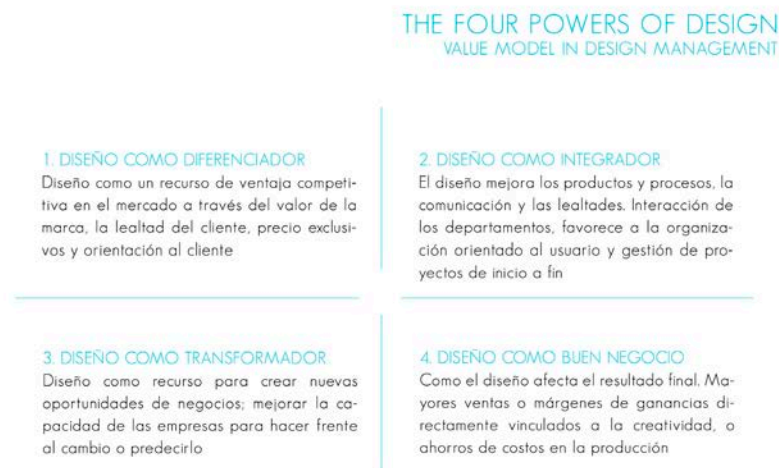 THE FOUR POWERS OF DESIGN
VALUE MODEL IN DESIGN MANAGEMENT
1. DISEÑO COMO DIFERENCIADOR
Diseño como un recurso de ventaja competi-
tiva en el mercado a través del valor de la
marca, la lealtad del cliente, precio exclusi-
vos y orientación al cliente
2. DISEÑO COMO INTEGRADOR
El diseño mejora los productos y procesos, la
comunicación y las lealtades. Interacción de
los departamentos, favorece a la organiza-
ción orientado al usuario y gestión de pro-
yectos de inicio a fin
3. DISEÑO COMO TRANSFORMADOR
Diseño como recurso para crear nuevas
oportunidades de negocios; mejorar la ca-
pacidad de las empresas para hacer frente
al cambio o predecirlo
4. DISEÑO COMO BUEN NEGOCIO
Como el diseño afecta el resultado final. Ma-
yores ventas o márgenes de ganancias di-
rectamente vinculados a la creatividad, o
ahorros de costos en la producción